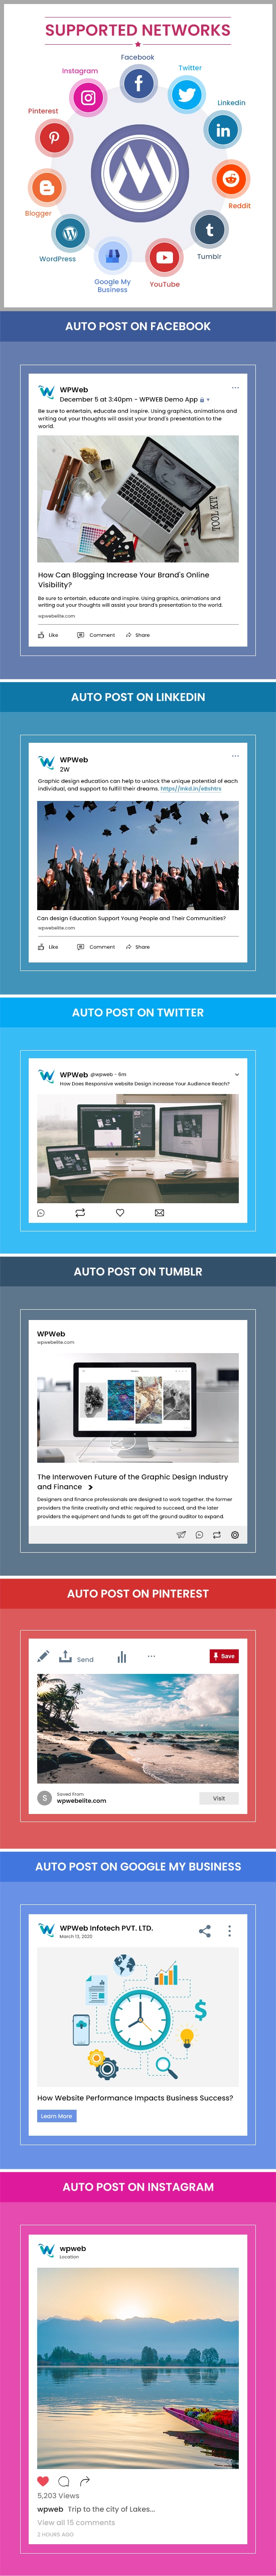 SUPPORTED NETWORKS
Facebook
Instagram
Twitter
Linkedin
Pinterest
Reddit
Blogger
Tumblr
WordPress
Google My
Business
YouTube
AUTO POST ON FACEBOOK
WPWeb
December 5 at 3:40pm - WPWEB Demo App
Be sure to entertain, educate and inspire. Using graphics, animations and
writing out your thoughts will assist your brand's presentation to the
world.
TOOL KIT
How Can Blogging Increase Your Brand's Online
Visibility?
Be sure to entertain, educate and inspire. Using graphics, animations and
writing out your thoughts will assist your brand's presentation to the world.
wpwebelite.com
Like Comment Share
AUTO POST ON LINKEDIN
WPWeb
2W
Graphic design education can help to unlock the unique potential of each
individual, and support to fulfill their dreams. https://lnkd.in/e8shtrs
Can design Education Support Young People and Their Communities?
wpwebelite.com
Like Comment Share
AUTO POST ON TWITTER
WPWeb @wpweb - 6m
How Does Responsive website Design Increase Your Audience Reach?
AUTO POST ON TUMBLR
WPWeb
wpwebelite.com
The Interwoven Future of the Graphic Design Industry
and Finance >
Designers and finance professionals are designed to work together. the former
providers the finite creativity and ethic required to succeed, and the later
providers the equipment and funds to get off the ground auditor to expand.
AUTO POST ON PINTEREST
Send
Save
S
Saved From
wpwebelite.com
Visit
AUTO POST ON GOOGLE MY BUSINESS
WPWeb Infotech PVT. LTD.
March 13, 2020
$
How Website Performance Impacts Business Success?
Learn More
AUTO POST ON INSTAGRAM
wpweb
Location
5,203 Views
wpweb Trip to the city of Lakes...
View all 15 comments
2 HOURS AGO